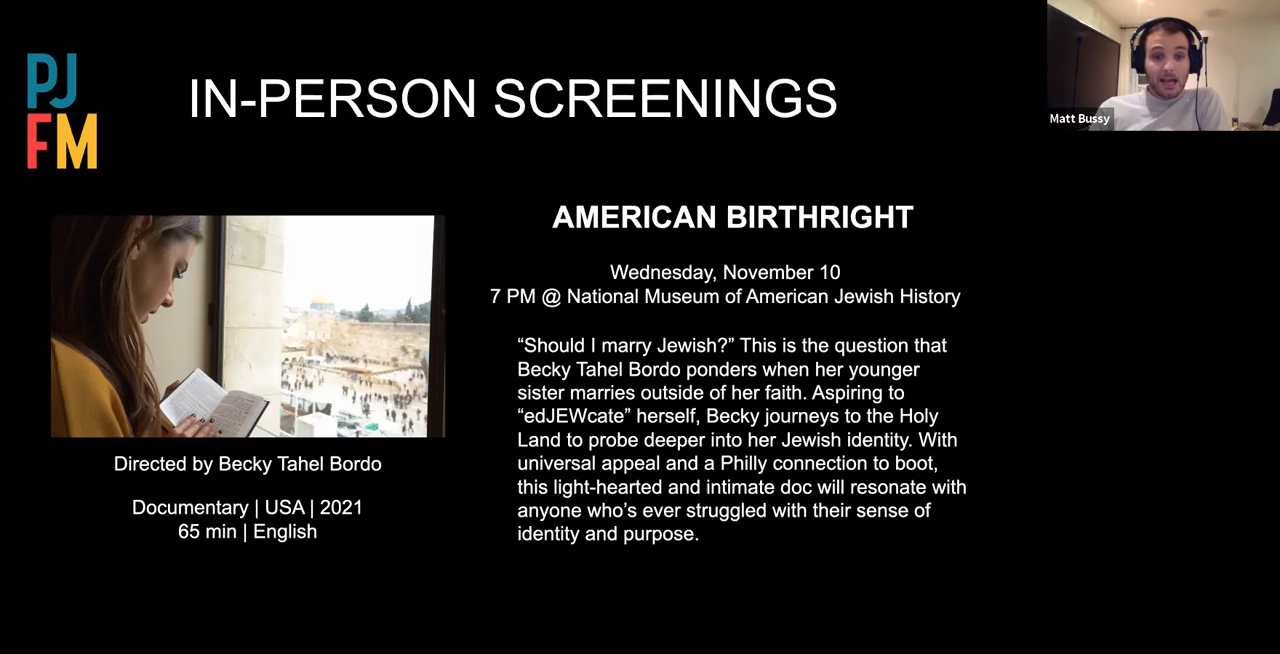 PJ
FM
IN-PERSON SCREENINGS
Matt Bussy
AMERICAN BIRTHRIGHT
Wednesday, November 10
7 PM @ National Museum of American Jewish History
“Should I marry Jewish?” This is the question that
Becky Tahel Bordo ponders when her younger
sister marries outside of her faith. Aspiring to
“edJEWcate” herself, Becky journeys to the Holy
Land to probe deeper into her Jewish identity. With
universal appeal and a Philly connection to boot,
this light-hearted and intimate doc will resonate with
anyone who’s ever struggled with their sense of
identity and purpose.
Directed by Becky Tahel Bordo
Documentary | USA | 2021
65 min | English